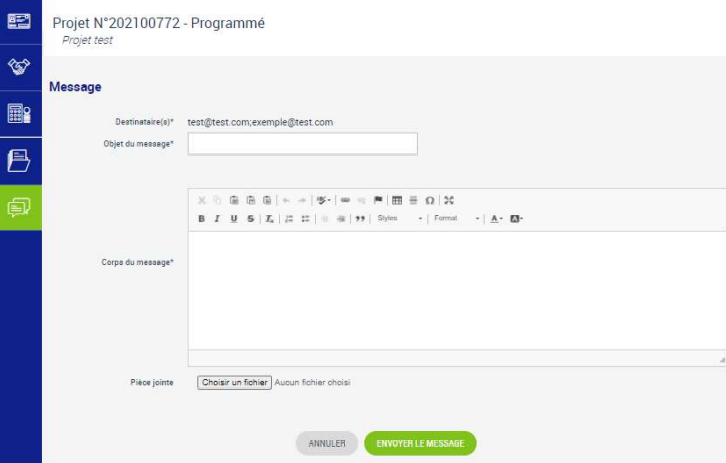 Projet N°202100772 - Programmé
Projet test
Message
Destinataire(s)* test@test.com;exemple@test.com
Objet du message*
B I U S Styles Format A A
Corps du message*
Pièce jointe Choisir un fichier Aucun fichier choisi
ANNULER ENVOYER LE MESSAGE